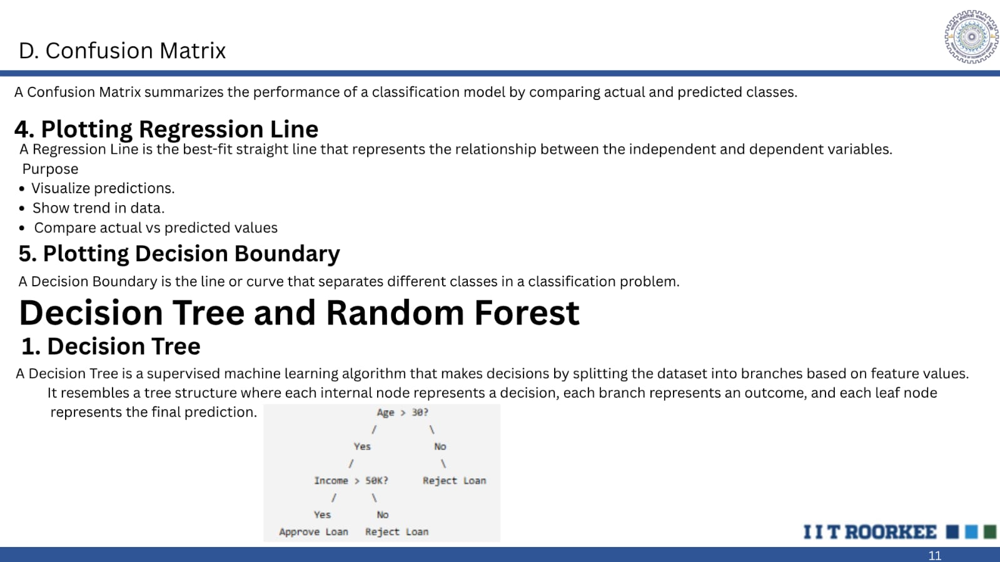 D. Confusion Matrix
A Confusion Matrix summarizes the performance of a classification model by comparing actual and predicted classes.
4. Plotting Regression Line
A Regression Line is the best-fit straight line that represents the relationship between the independent and dependent variables.
Purpose
• Visualize predictions.
• Show trend in data.
• Compare actual vs predicted values
5. Plotting Decision Boundary
A Decision Boundary is the line or curve that separates different classes in a classification problem.
Decision Tree and Random Forest
1. Decision Tree
A Decision Tree is a supervised machine learning algorithm that makes decisions by splitting the dataset into branches based on feature values.
It resembles a tree structure where each internal node represents a decision, each branch represents an outcome, and each leaf node
represents the final prediction.
Age > 30?
/ \
Yes No
/ \
Income > 50K? Reject Loan
/ \
Yes No
Approve Loan Reject Loan
IIT ROORKEE
11